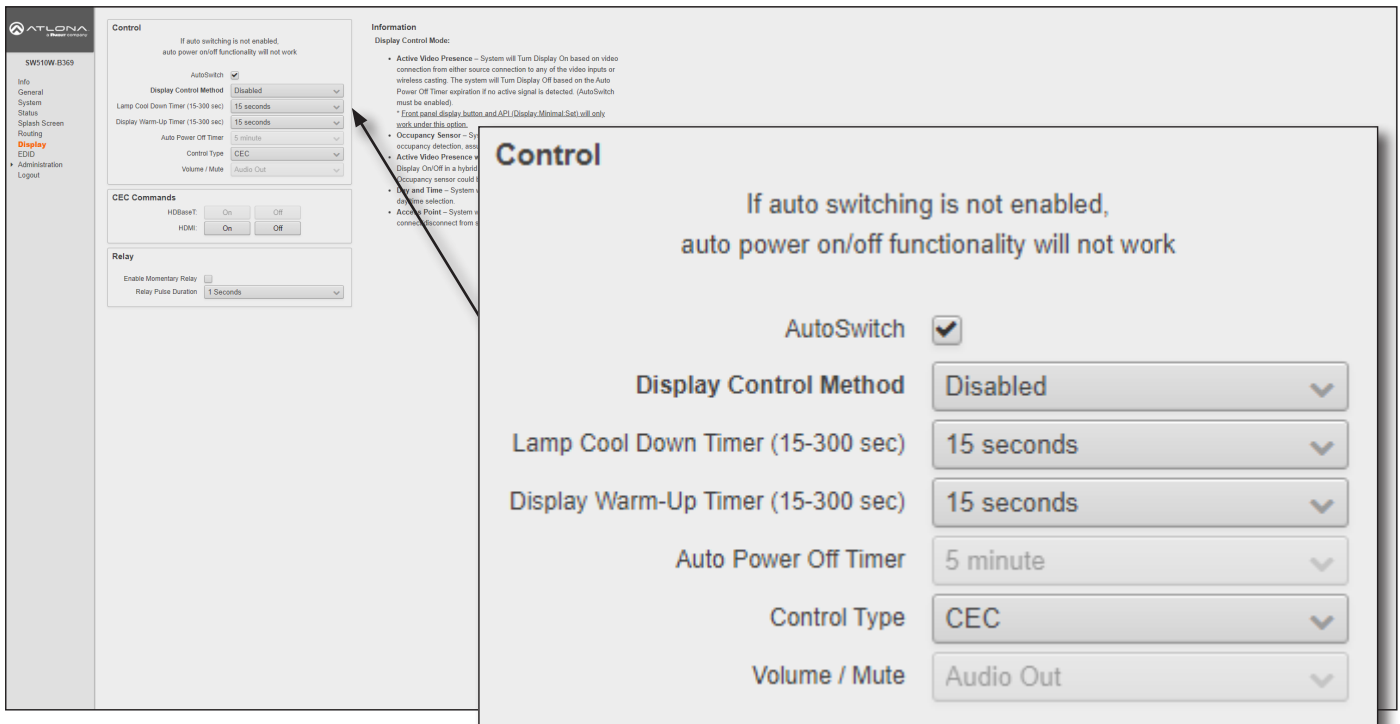 ATLONA
a Panduit company
SW510W-B369
Info
General
System
Status
Splash Screen
Routing
Display
EDID
Administration
Logout
Control
If auto switching is not enabled,
auto power on/off functionality will not work
AutoSwitch
Display Control Method Disabled
Lamp Cool Down Timer (15-300 sec) 15 seconds
Display Warm-Up Timer (15-300 sec) 15 seconds
Auto Power Off Timer 5 minute
Control Type CEC
Volume / Mute Audio Out
CEC Commands
HDBaseT: On Off
HDMI: On Off
Relay
Enable Momentary Relay
Relay Pulse Duration 1 Seconds
Information
Display Control Mode:
• Active Video Presence – System will Turn Display On based on video
connection from either source connection to any of the video inputs or
wireless casting. The system will Turn Display Off based on the Auto
Power Off Timer expiration if no active signal is detected. (AutoSwitch
must be enabled).
* Front panel display button and API (Display.Minimal:Set) will only
work under this option.
• Occupancy Sensor –
occupancy detection,
• Active Video Presence
Display On/Off in a hybrid
Occupancy sensor could
• Day and Time – System
day/time selection.
• Access Point – System
connect/disconnect from
Control
If auto switching is not enabled,
auto power on/off functionality will not work
AutoSwitch
Display Control Method Disabled
Lamp Cool Down Timer (15-300 sec) 15 seconds
Display Warm-Up Timer (15-300 sec) 15 seconds
Auto Power Off Timer 5 minute
Control Type CEC
Volume / Mute Audio Out